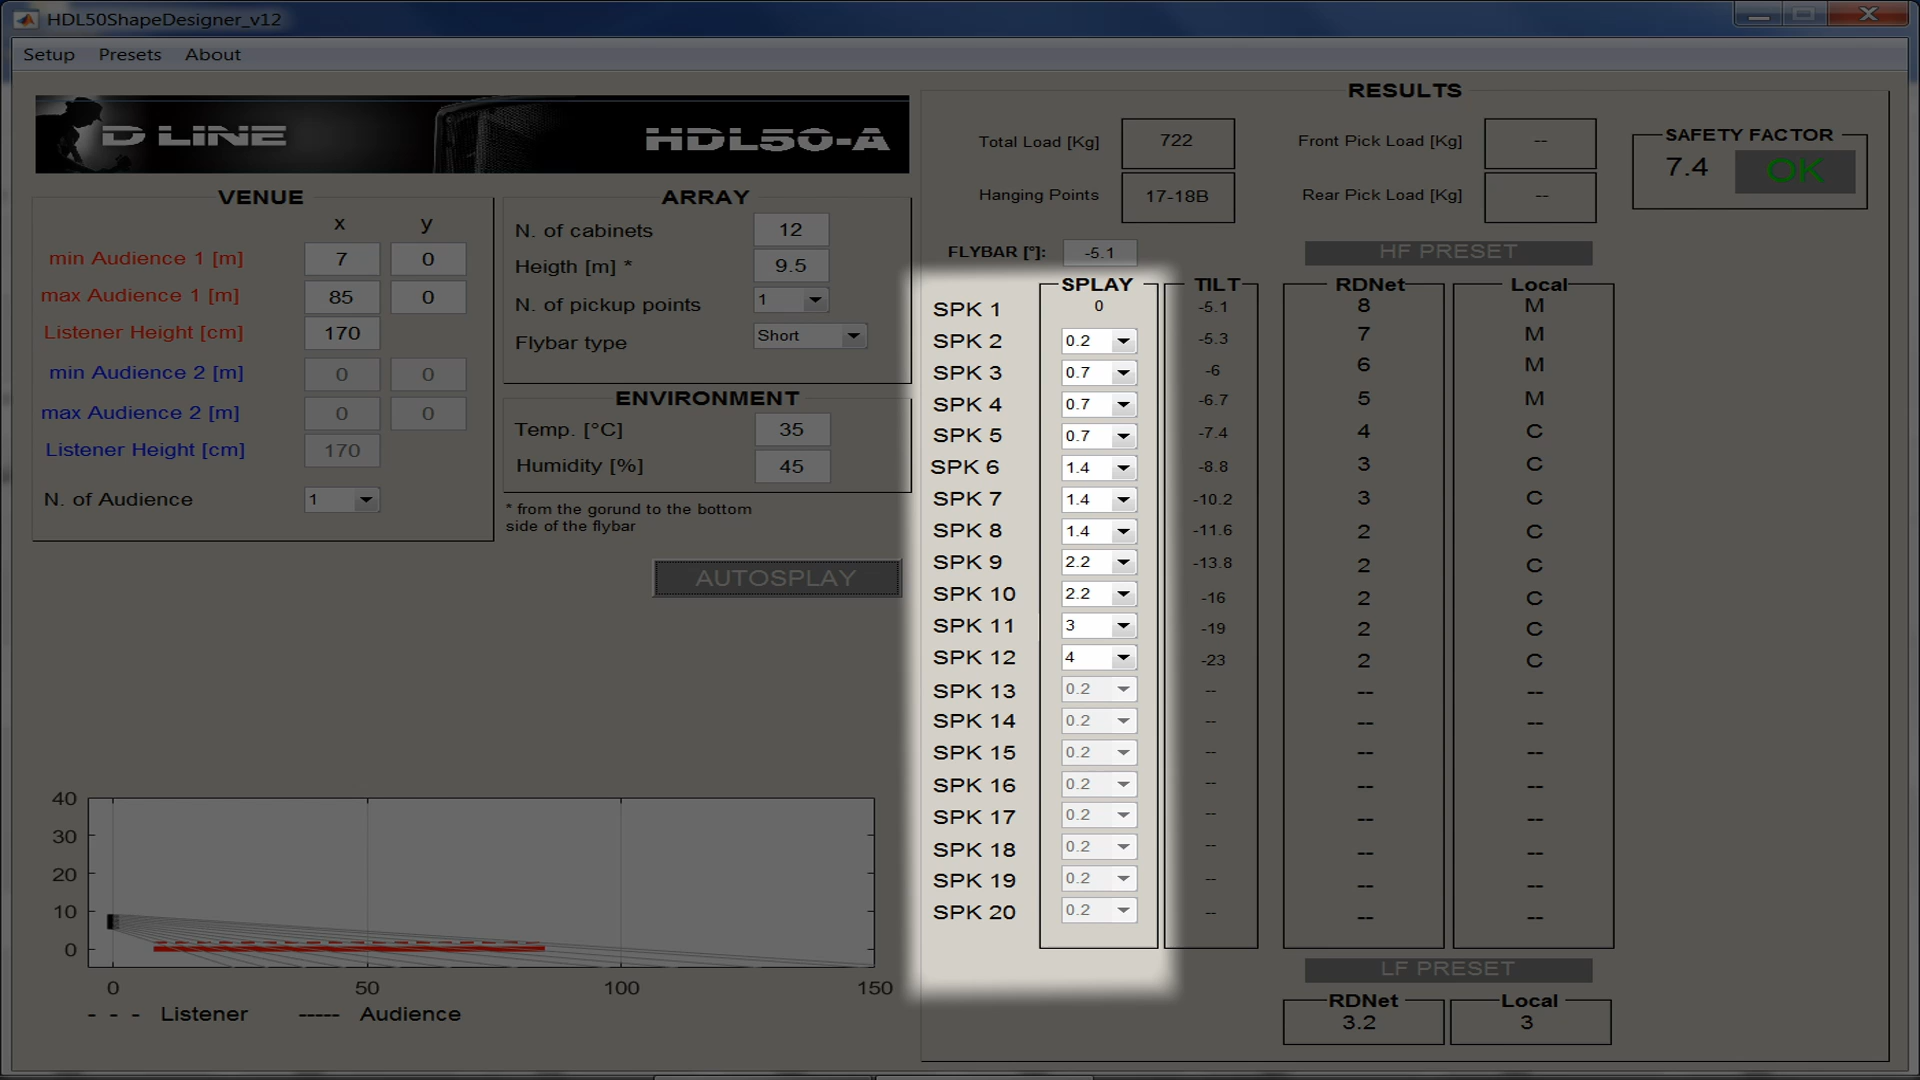 HDL50ShapeDesigner_v12
Setup Presets About
D LINE HDL50-A
VENUE
x y
min Audience 1 [m] 7 0
max Audience 1 [m] 85 0
Listener Height [cm] 170
min Audience 2 [m] 0 0
max Audience 2 [m] 0 0
Listener Height [cm] 170
N. of Audience 1
ARRAY
N. of cabinets 12
Heigth [m] * 9.5
N. of pickup points 1
Flybar type Short
ENVIRONMENT
Temp. [°C] 35
Humidity [%] 45
* from the gorund to the bottom
side of the flybar
AUTOSPLAY
40
30
20
10
0
0 50 100 150
- - - Listener ----- Audience
RESULTS
Total Load [Kg] 722 Front Pick Load [Kg] --
Hanging Points 17-18B Rear Pick Load [Kg] --
SAFETY FACTOR
7.4 OK
FLYBAR [°]: -5.1 HF PRESET
SPLAY TILT RDNet Local
SPK 1 0 -5.1 8 M
SPK 2 0.2 -5.3 7 M
SPK 3 0.7 -6 6 M
SPK 4 0.7 -6.7 5 M
SPK 5 0.7 -7.4 4 C
SPK 6 1.4 -8.8 3 C
SPK 7 1.4 -10.2 3 C
SPK 8 1.4 -11.6 2 C
SPK 9 2.2 -13.8 2 C
SPK 10 2.2 -16 2 C
SPK 11 3 -19 2 C
SPK 12 4 -23 2 C
SPK 13 0.2 -- -- --
SPK 14 0.2 -- -- --
SPK 15 0.2 -- -- --
SPK 16 0.2 -- -- --
SPK 17 0.2 -- -- --
SPK 18 0.2 -- -- --
SPK 19 0.2 -- -- --
SPK 20 0.2 -- -- --
LF PRESET
RDNet Local
3.2 3